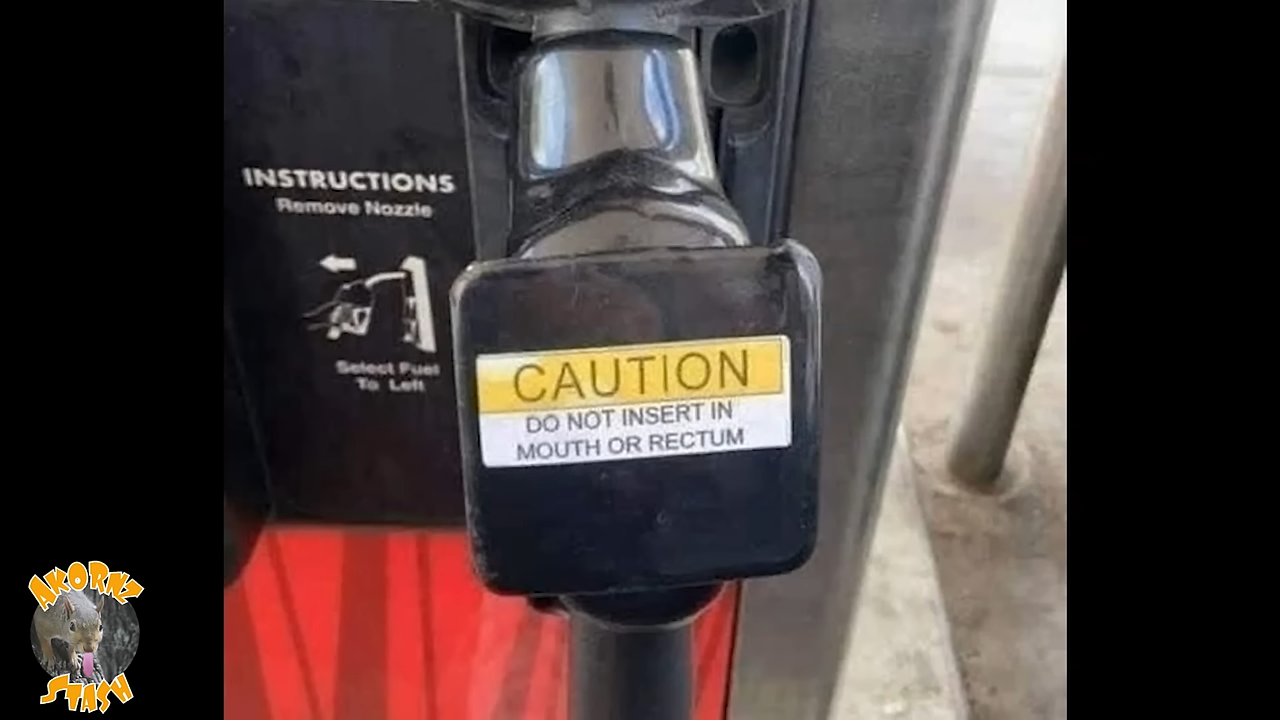 INSTRUCTIONS
Remove Nozzle
Select Fuel
To Left
CAUTION
DO NOT INSERT IN
MOUTH OR RECTUM
AKORNZ
STASH